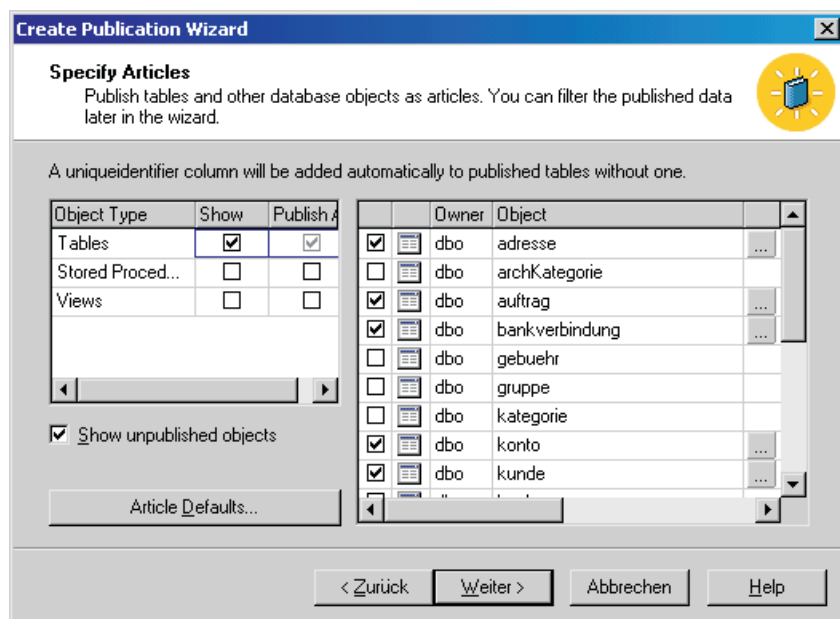 Create Publication Wizard
Specify Articles
Publish tables and other database objects as articles. You can filter the published data
later in the wizard.
A uniqueidentifier column will be added automatically to published tables without one.
Object Type Show Publish A
Tables
Stored Proced...
Views
Show unpublished objects
Article Defaults...
Owner Object
dbo adresse ...
dbo archKategorie
dbo auftrag ...
dbo bankverbindung ...
dbo gebuehr
dbo gruppe
dbo kategorie
dbo konto ...
dbo kunde ...
< Zurück
Weiter >
Abbrechen
Help